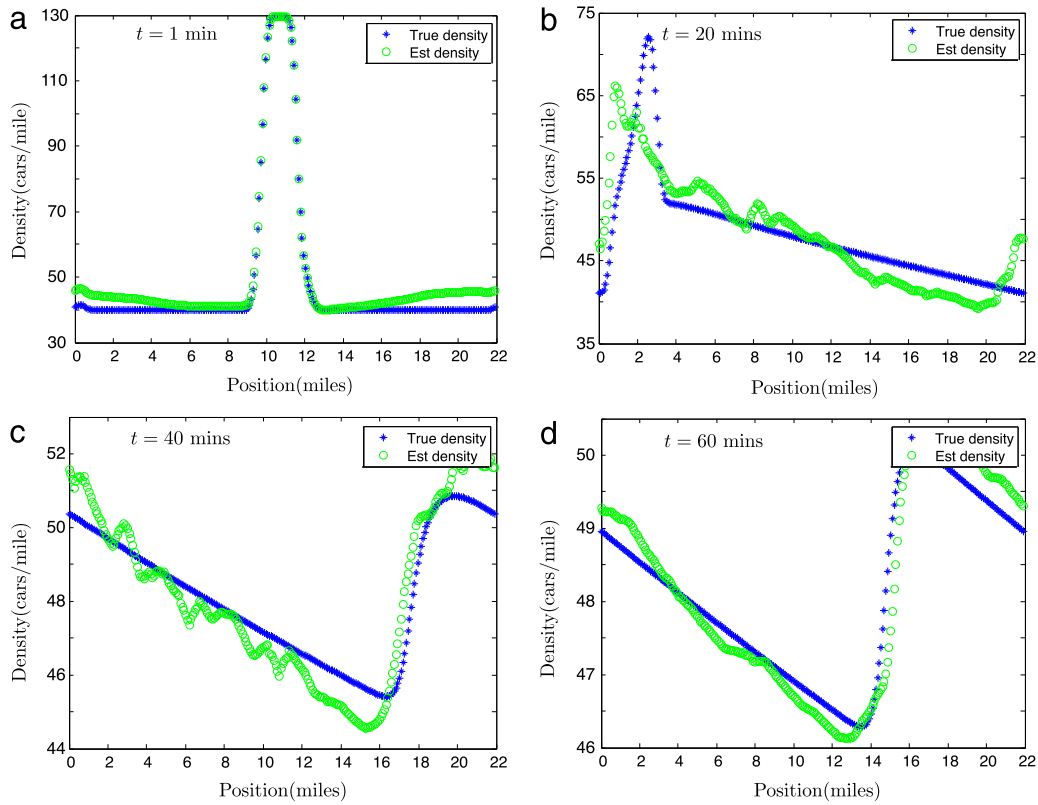 a
t = 1 min
True density
Est density
130
110
90
70
50
30
Density(cars/mile)
0 2 4 6 8 10 12 14 16 18 20 22
Position(miles)
b
t = 20 mins
True density
Est density
75
65
55
45
35
Density(cars/mile)
0 2 4 6 8 10 12 14 16 18 20 22
Position(miles)
c
t = 40 mins
True density
Est density
52
50
48
46
44
Density(cars/mile)
0 2 4 6 8 10 12 14 16 18 20 22
Position(miles)
d
t = 60 mins
True density
Est density
50
49
48
47
46
Density(cars/mile)
0 2 4 6 8 10 12 14 16 18 20 22
Position(miles)